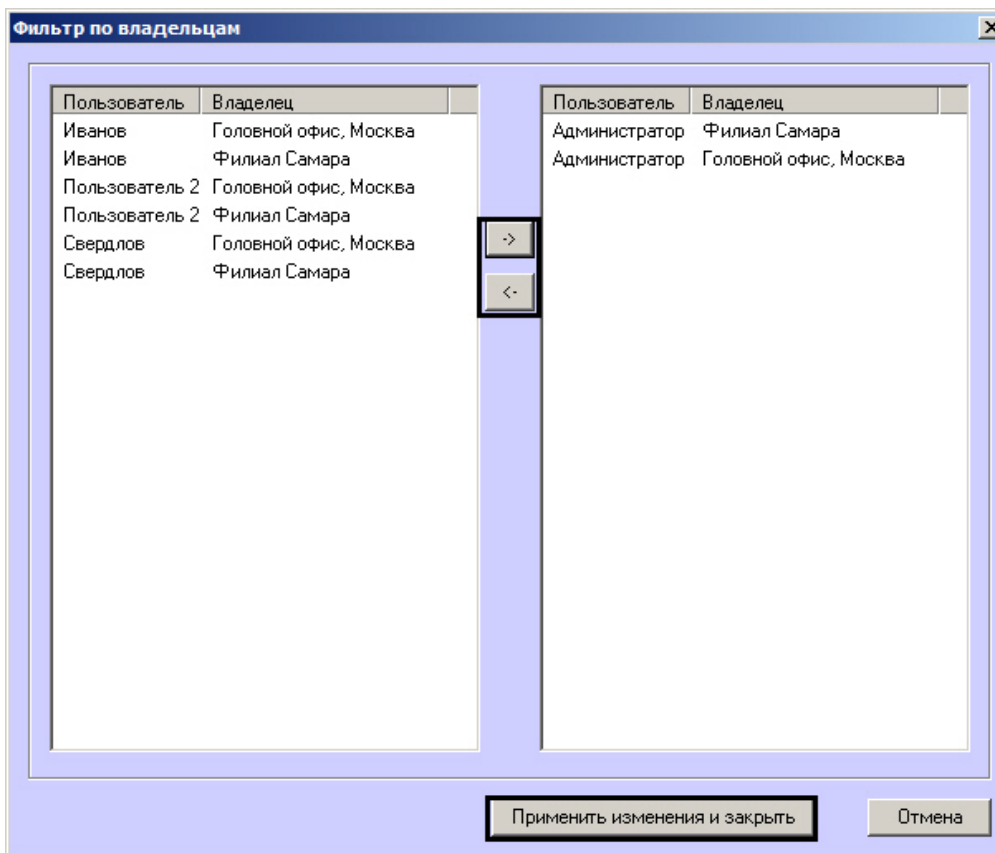 Фильтр по владельцам
Пользователь Владелец
Иванов Головной офис, Москва
Иванов Филиал Самара
Пользователь 2 Головной офис, Москва
Пользователь 2 Филиал Самара
Свердлов Головной офис, Москва
Свердлов Филиал Самара
->
<-
Пользователь Владелец
Администратор Филиал Самара
Администратор Головной офис, Москва
Применить изменения и закрыть Отмена